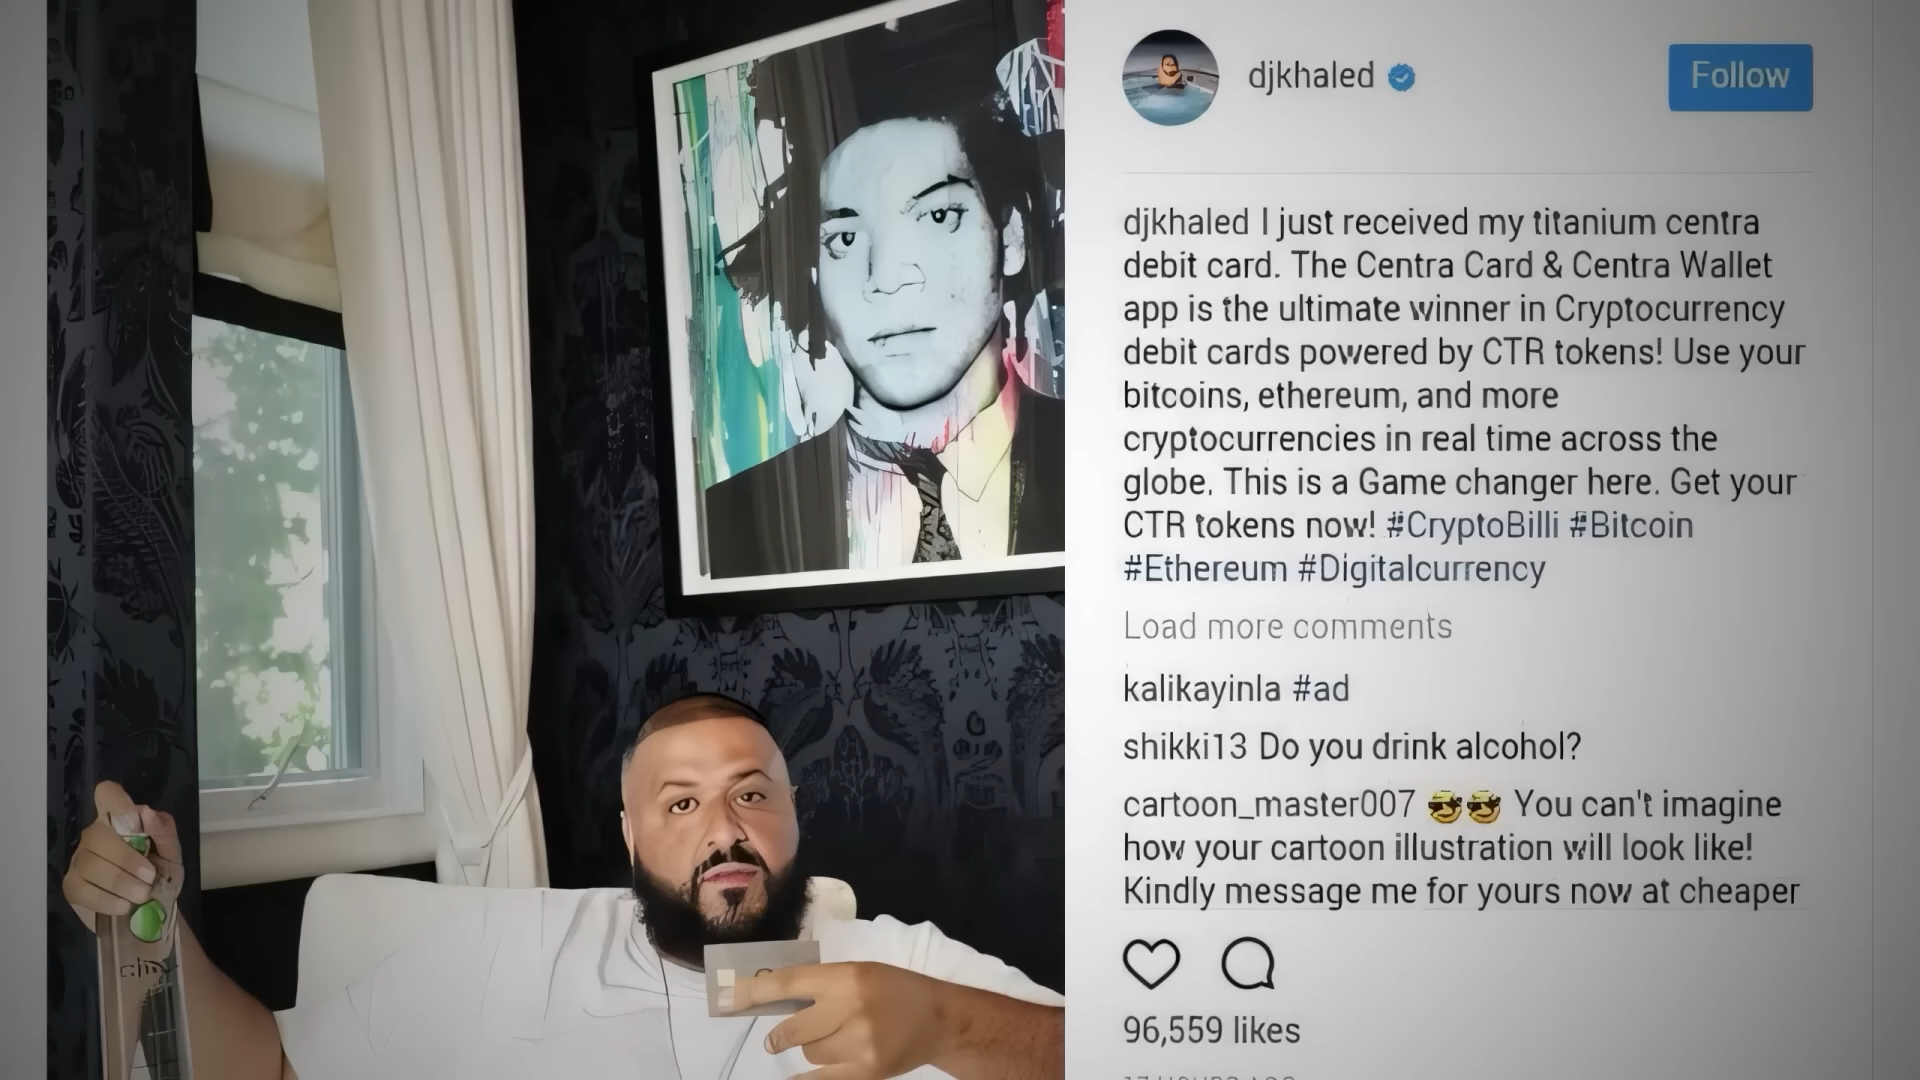 djkhaled
Follow
djkhaled I just received my titanium centra
debit card. The Centra Card & Centra Wallet
app is the ultimate winner in Cryptocurrency
debit cards powered by CTR tokens! Use your
bitcoins, ethereum, and more
cryptocurrencies in real time across the
globe. This is a Game changer here. Get your
CTR tokens now! #CryptoBilli #Bitcoin
#Ethereum #Digitalcurrency
Load more comments
kalikayinla #ad
shikki13 Do you drink alcohol?
cartoon_master007 😎😎 You can't imagine
how your cartoon illustration will look like!
Kindly message me for yours now at cheaper
96,559 likes